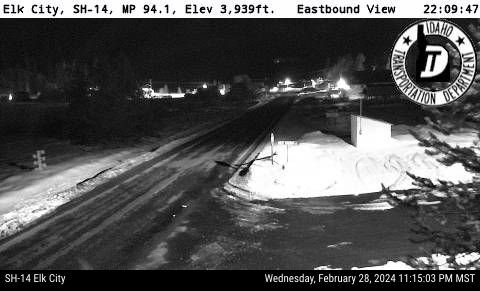 Elk City, SH-14, MP 94.1, Elev 3,939ft. Eastbound View 22:09:47
IDAHO
TRANSPORTATION DEPARTMENT
SH-14 Elk City Wednesday, February 28, 2024 11:15:03 PM MST